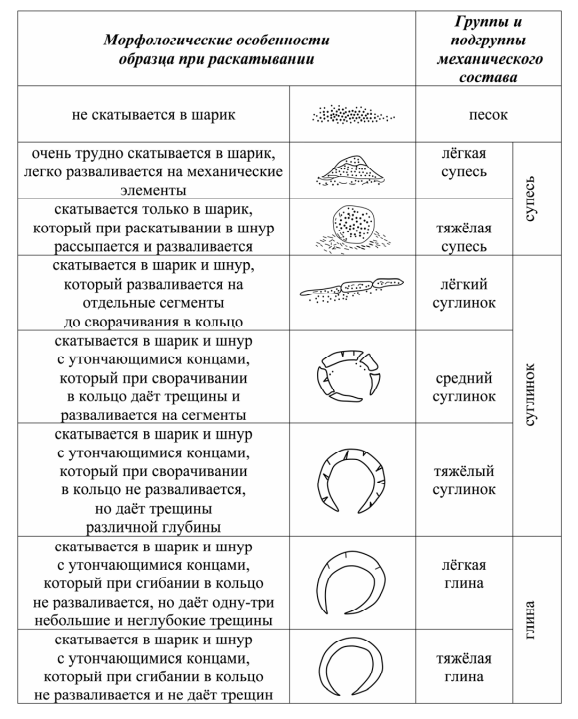 Морфологические особенности
образца при раскатывании
Группы и
подгруппы
механического
состава
не скатывается в шарик
песок
очень трудно скатывается в шарик,
легко разваливается на механические
элементы
лёгкая
супесь
скатывается только в шарик,
который при раскатывании в шнур
рассыпается и разваливается
тяжёлая
супесь
супесь
скатывается в шарик и шнур,
который разваливается на
отдельные сегменты
до сворачивания в кольцо
лёгкий
суглинок
скатывается в шарик и шнур
с утончающимися концами,
который при сворачивании
в кольцо даёт трещины и
разваливается на сегменты
средний
суглинок
скатывается в шарик и шнур
с утончающимися концами,
который при сворачивании
в кольцо не разваливается,
но даёт трещины
различной глубины
тяжёлый
суглинок
суглинок
скатывается в шарик и шнур
с утончающимися концами,
который при сгибании в кольцо
не разваливается, но даёт одну-три
небольшие и неглубокие трещины
лёгкая
глина
скатывается в шарик и шнур
с утончающимися концами,
который при сгибании в кольцо
не разваливается и не даёт трещин
тяжёлая
глина
глина